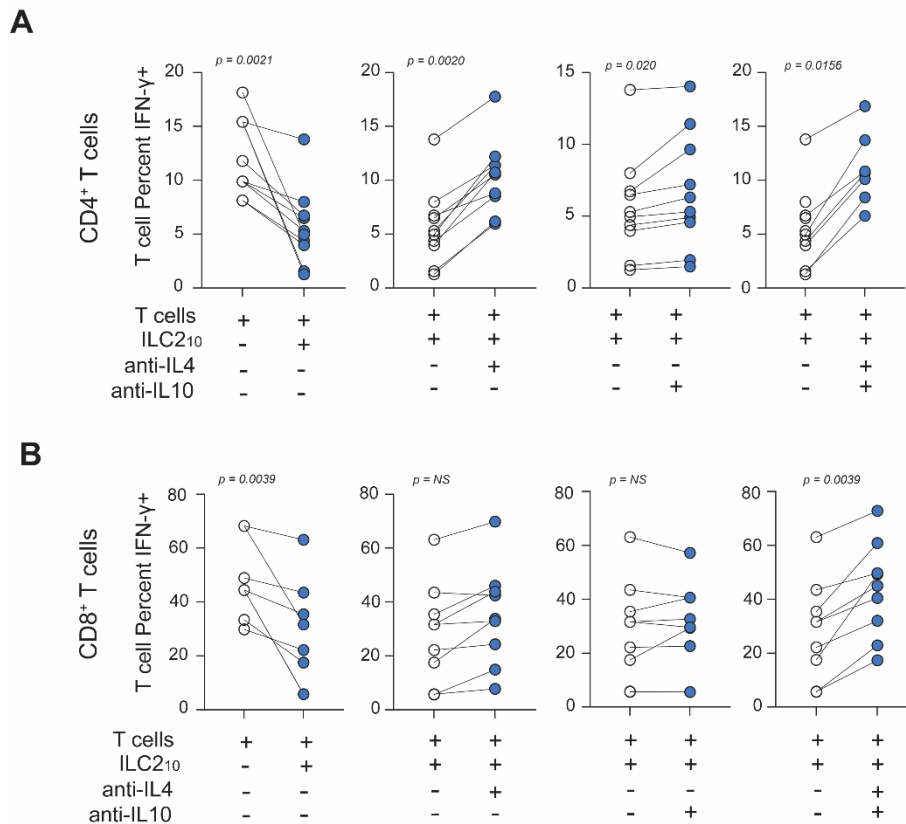 A
p = 0.0021
p = 0.0020
p = 0.020
p = 0.0156
CD4⁺ T cells
T cell Percent IFN-γ+
20
15
10
5
0
20
15
10
5
0
15
10
5
0
20
15
10
5
0
T cells + + + + + + + +
ILC2₁₀ - + + + + + + +
anti-IL4 - - - + - - - +
anti-IL10 - - - - - + - +
B
p = 0.0039
p = NS
p = NS
p = 0.0039
CD8⁺ T cells
T cell Percent IFN-γ+
80
60
40
20
0
80
60
40
20
0
80
60
40
20
0
80
60
40
20
0
T cells + + + + + + + +
ILC2₁₀ - + + + + + + +
anti-IL4 - - - + - - - +
anti-IL10 - - - - - + - +